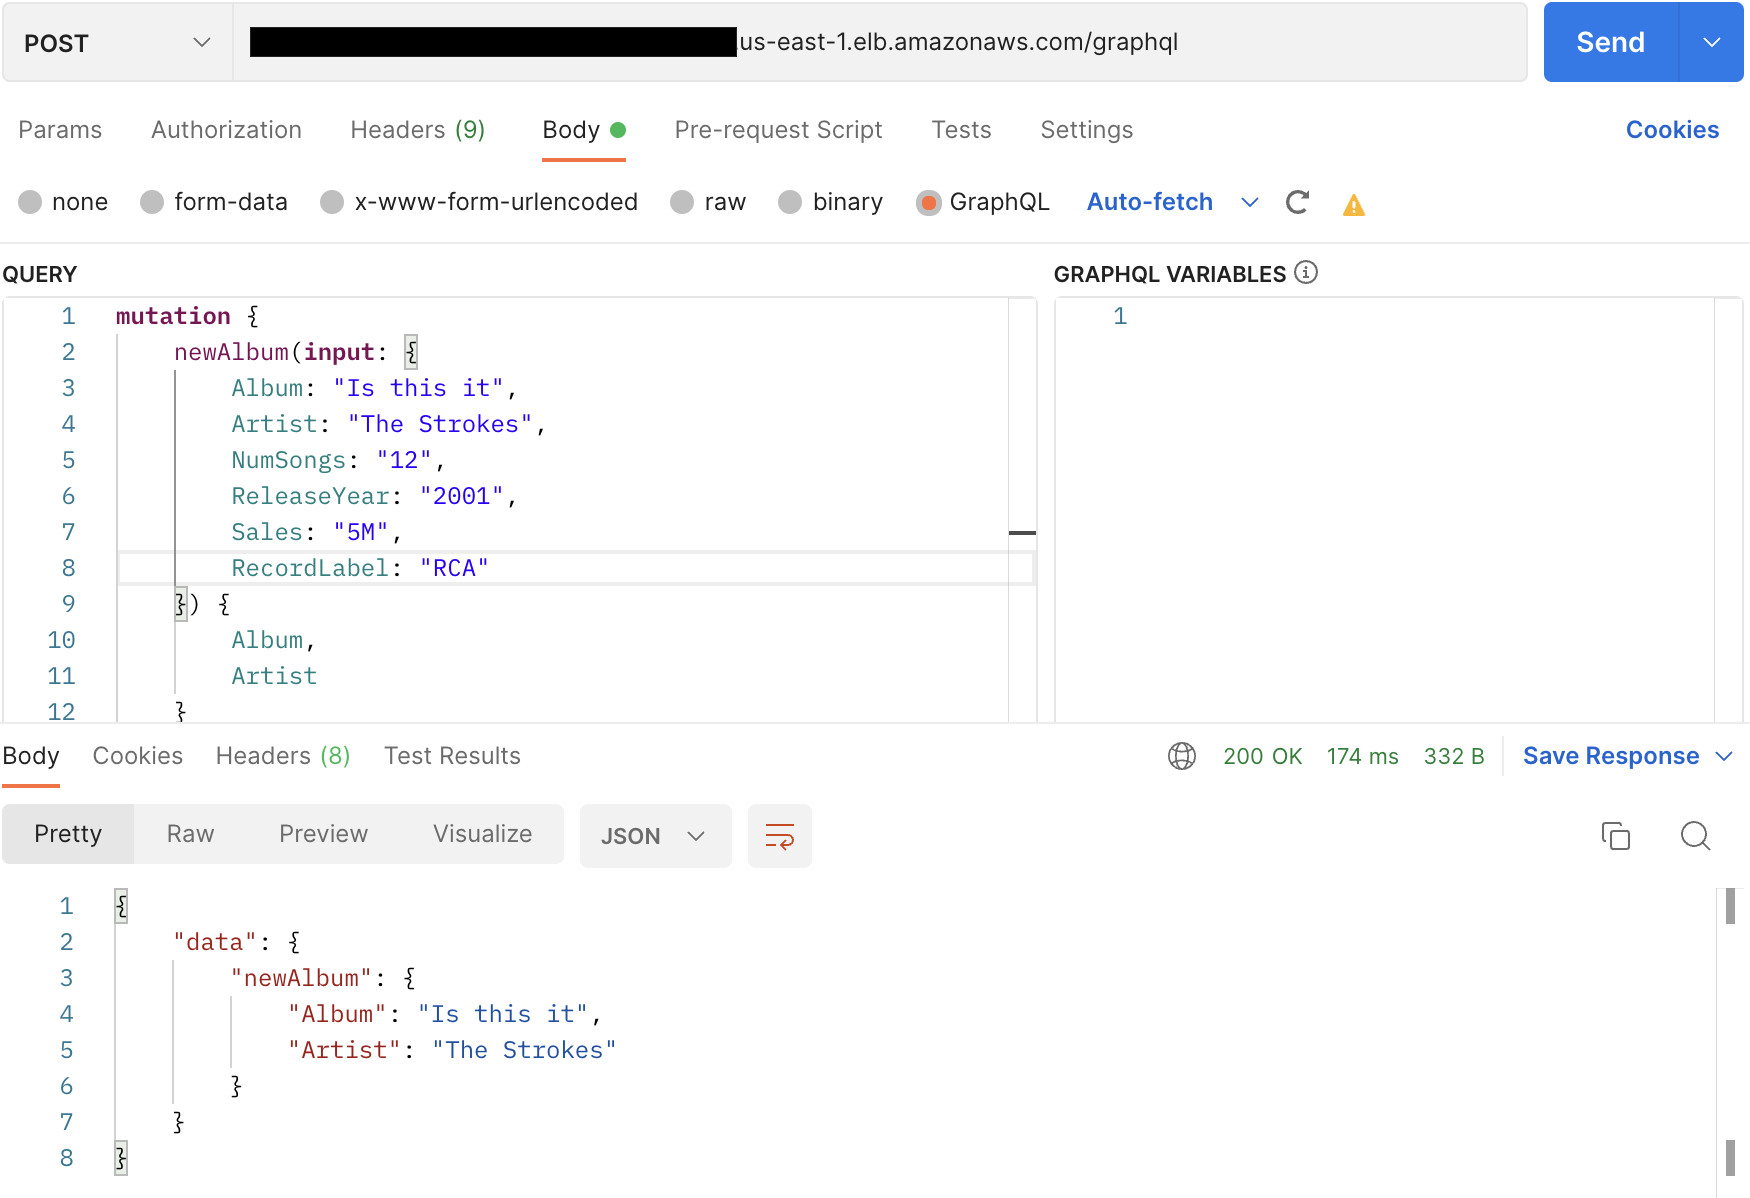 POST .us-east-1.elb.amazonaws.com/graphql Send
Params Authorization Headers (9) Body Pre-request Script Tests Settings Cookies
none form-data x-www-form-urlencoded raw binary GraphQL Auto-fetch
QUERY GRAPHQL VARIABLES
1 mutation { 1
2 newAlbum(input: {
3 Album: "Is this it",
4 Artist: "The Strokes",
5 NumSongs: "12",
6 ReleaseYear: "2001",
7 Sales: "5M",
8 RecordLabel: "RCA"
9 }) {
10 Album,
11 Artist
12 }
Body Cookies Headers (8) Test Results 200 OK 174 ms 332 B Save Response
Pretty Raw Preview Visualize JSON
1 {
2 "data": {
3 "newAlbum": {
4 "Album": "Is this it",
5 "Artist": "The Strokes"
6 }
7 }
8 }